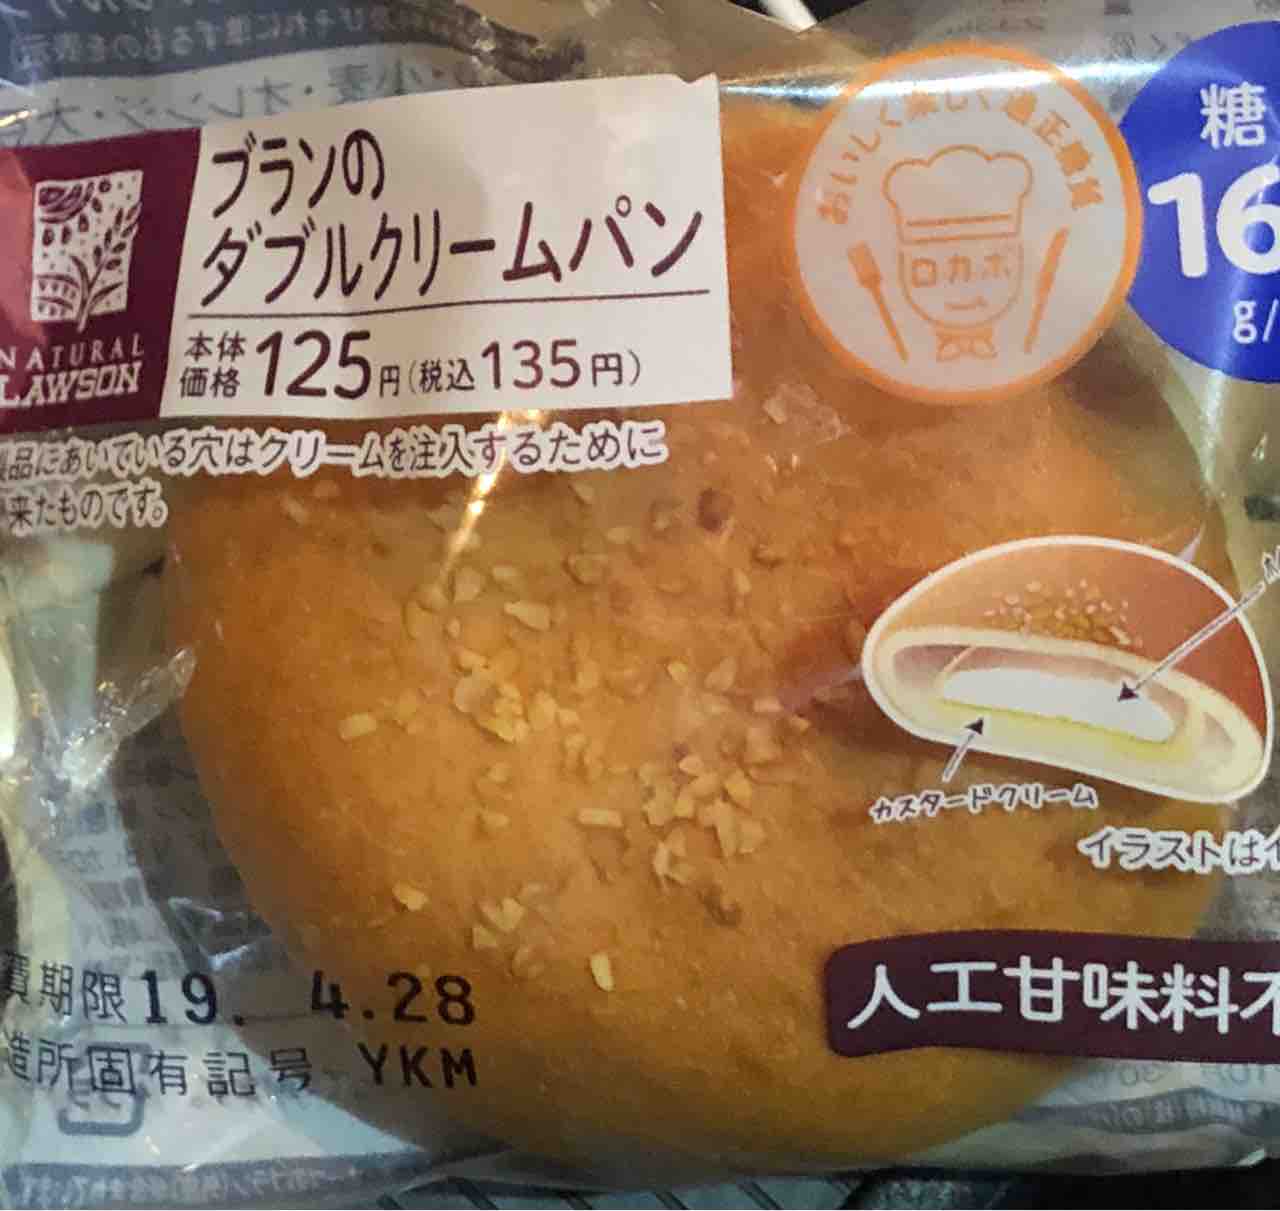 ブランの
ダブルクリームパン
NATURAL
LAWSON
本体
価格 125円(税込135円)
品にあいている穴はクリームを注入するために
来たものです。
おいしく楽しく適正糖質
ロカボ
糖
16
g/
カスタードクリーム
イラストは
人工甘味料不
期限 19. 4.28
造所固有記号 YKM